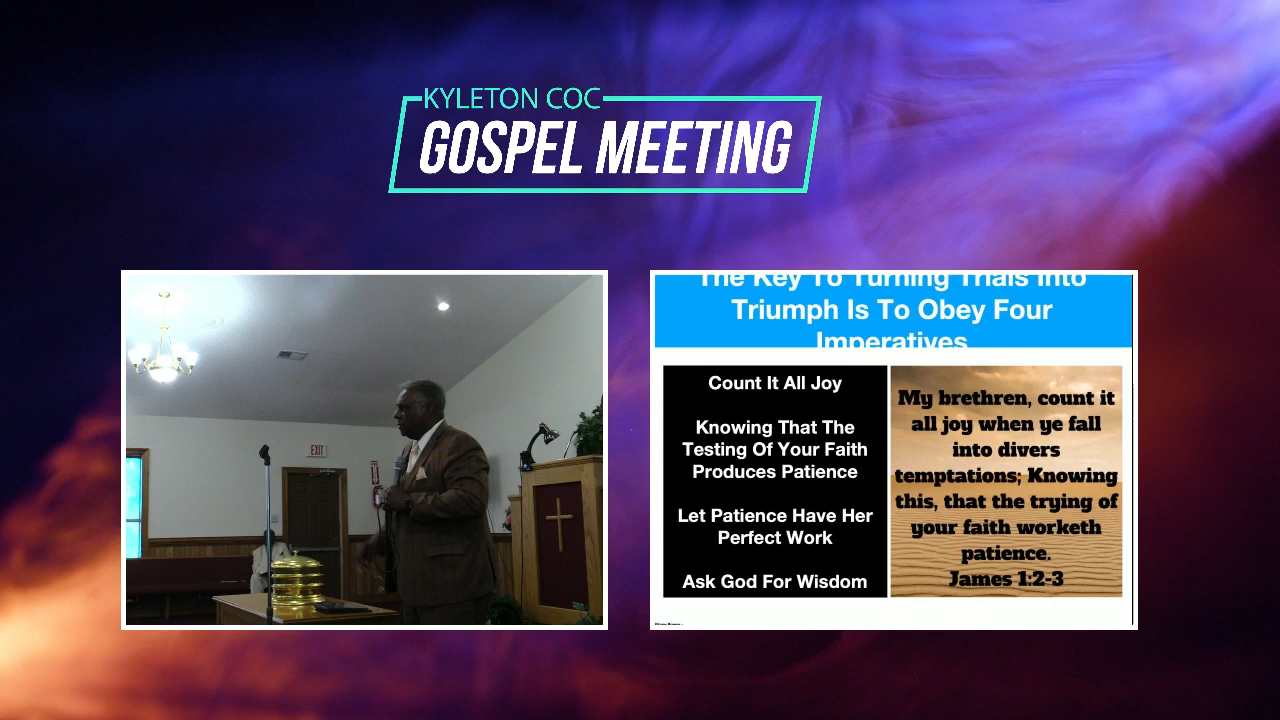 KYLETON COC
GOSPEL MEETING
EXIT
The Key To Turning Trials Into
Triumph Is To Obey Four
Imperatives
Count It All Joy
Knowing That The
Testing Of Your Faith
Produces Patience
Let Patience Have Her
Perfect Work
Ask God For Wisdom
My brethren, count it
all joy when ye fall
into divers
temptations; Knowing
this, that the trying of
your faith worketh
patience.
James 1:2-3